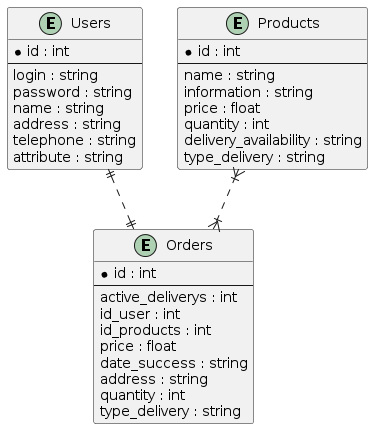 E Users
id : int
login : string
password : string
name : string
address : string
telephone : string
attribute : string
E Products
id : int
name : string
information : string
price : float
quantity : int
delivery_availability : string
type_delivery : string
E Orders
id : int
active_deliverys : int
id_user : int
id_products : int
price : float
date_success : string
address : string
quantity : int
type_delivery : string